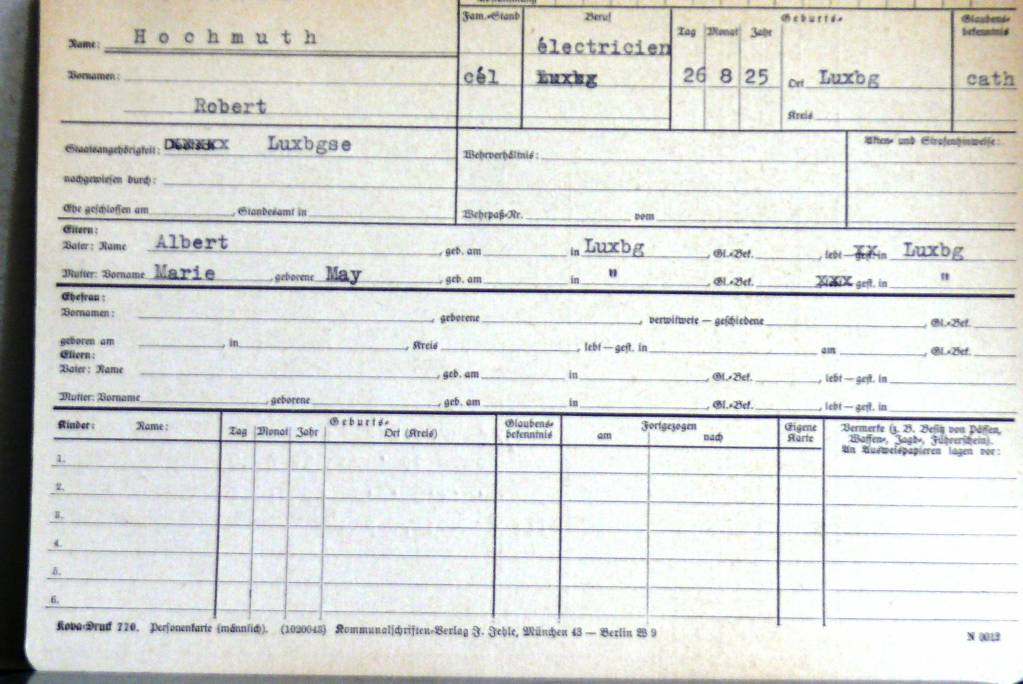 Fam.-Stand Beruf Geburts- Glaubens-
bekenntnis
Tag Monat Jahr
Name: Hochmuth électricien
Vornamen: cél 26 8 25 Ort Luxbg cath
Robert Kreis
Staatsangehörigkeit: Luxbgse Wehrverhältnis: Akten- und Strafenhinweise:
nachgewiesen durch:
Ehe geschlossen am , Standesamt in Wehrpaß-Nr. vom
Eltern:
Vater: Name Albert , geb. am in Luxbg , Gl.-Bek. , lebt in Luxbg
Mutter: Vorname Marie , geborene May , geb. am in " , Gl.-Bek. gest. in "
Ehefrau:
Vornamen: , geborene , verwitwete — geschiedene , Gl.-Bek.
geboren am , in , Kreis , lebt — gest. in am , Gl.-Bek.
Eltern:
Vater: Name , geb. am in , Gl.-Bek. , lebt — gest. in
Mutter: Vorname , geborene , geb. am in , Gl.-Bek. , lebt — gest. in
Kinder: Name: Geburts- Glaubens-
bekenntnis Fortgezogen Eigene
Karte Vermerke (z. B. Besitz von Pässen,
Waffen-, Jagd-, Führerschein).
An Ausweispapieren lagen vor:
Tag Monat Jahr Ort (Kreis) am nach
1.
2.
3.
4.
5.
6.
Kova-Druck 770. Personenkarte (männlich). (1020043) Kommunalschriften-Verlag J. Jehle, München 43 — Berlin W 9 N 0012